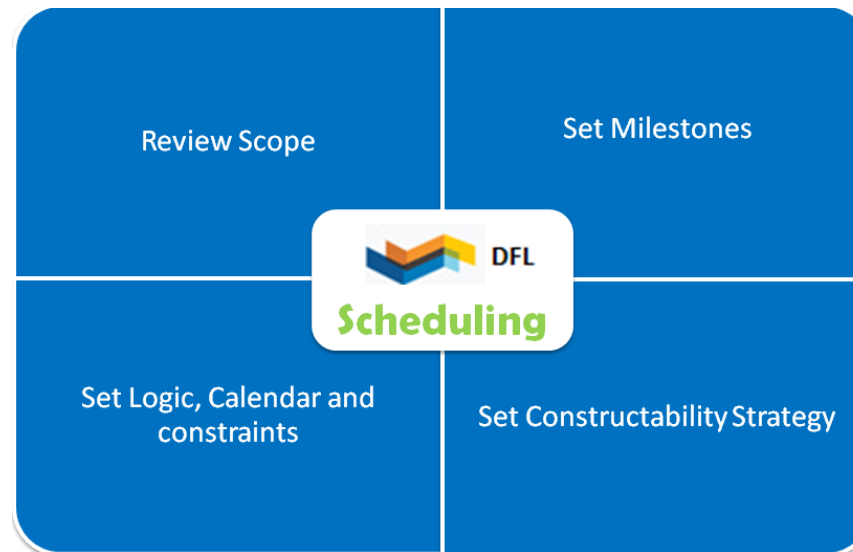 Review Scope
Set Milestones
DFL
Scheduling
Set Logic, Calendar and
constraints
Set Constructability Strategy